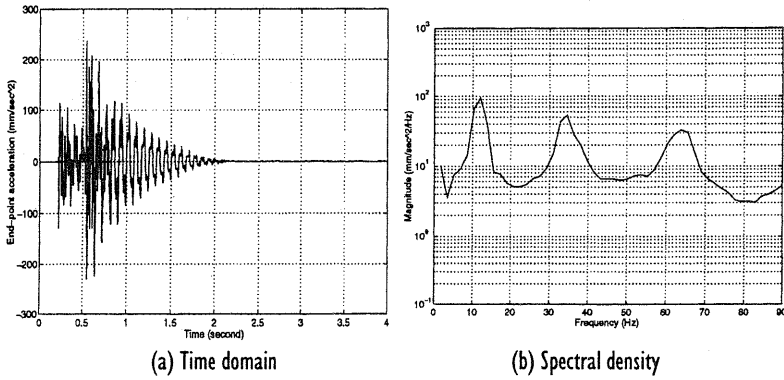 300
200
100
0
-100
-200
-300
End-point acceleration (mm/sec^2)
0 0.5 1 1.5 2 2.5 3 3.5 4
Time (second)
(a) Time domain
10^3
10^2
10^1
10^0
10^-1
Magnitude (mm/sec^2/Hz)
0 10 20 30 40 50 60 70 80 90
Frequency (Hz)
(b) Spectral density